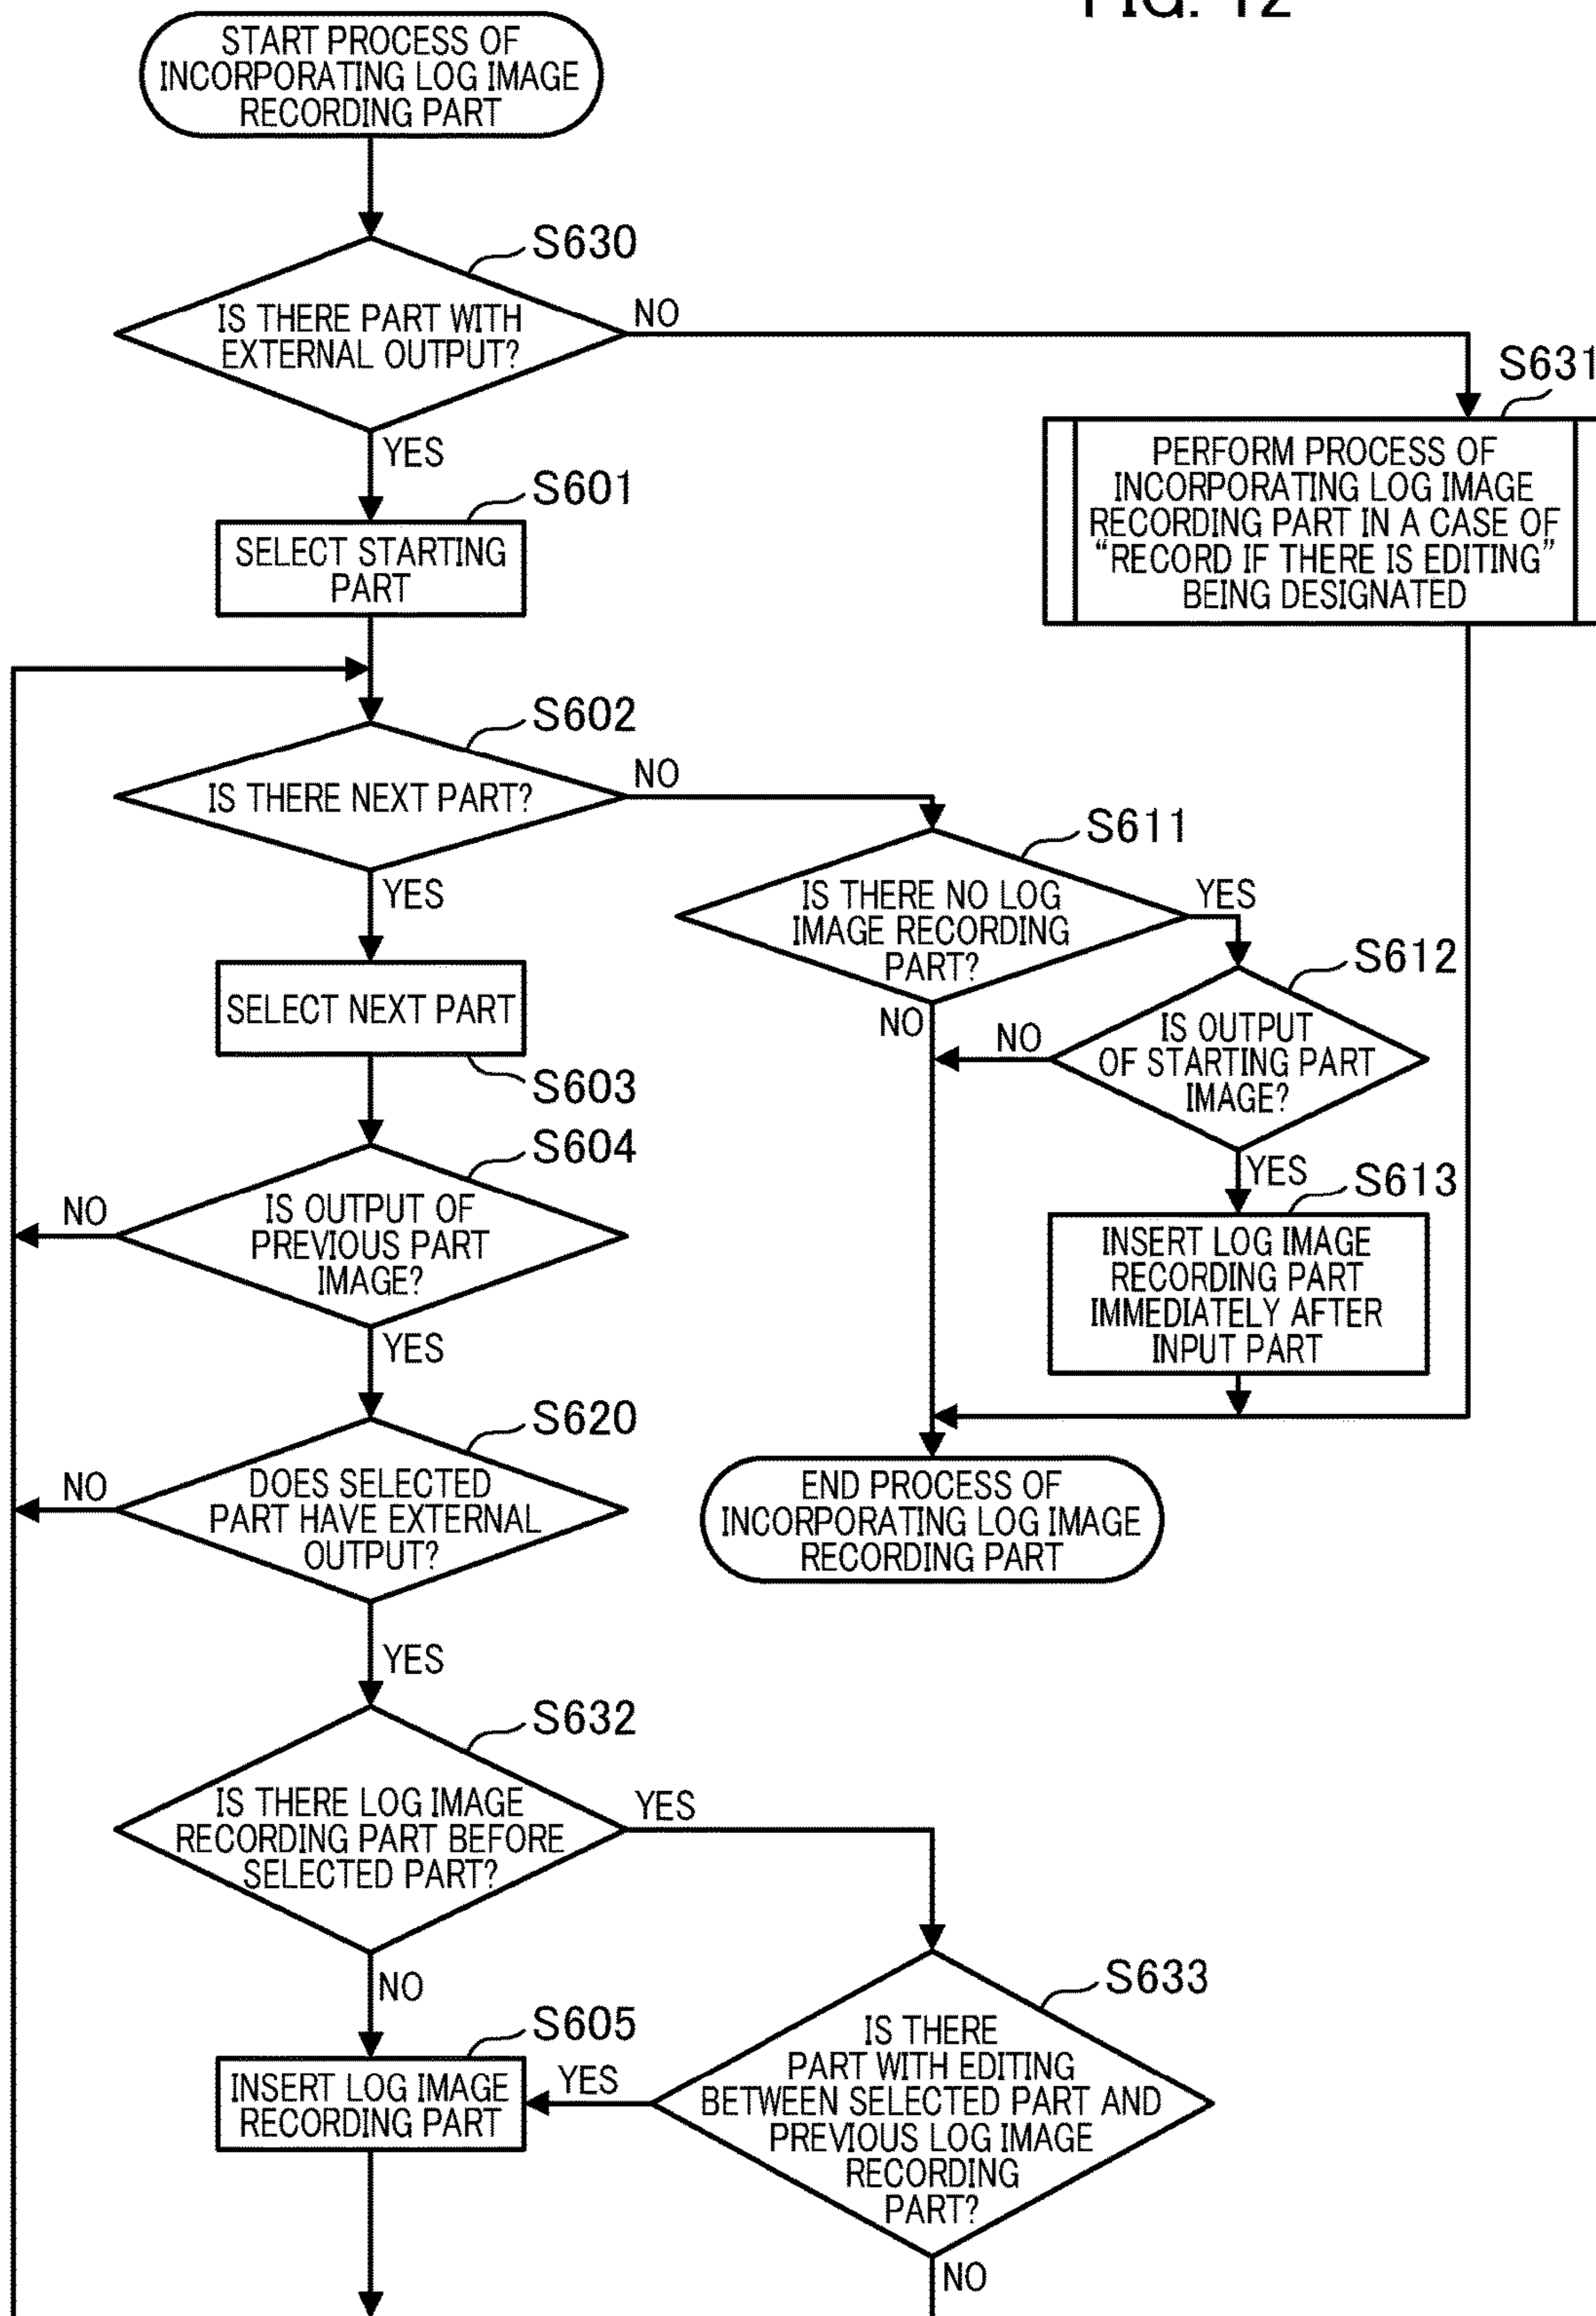 FIG. 12
START PROCESS OF
INCORPORATING LOG IMAGE
RECORDING PART
S630
IS THERE PART WITH
EXTERNAL OUTPUT?
NO
YES
S631
PERFORM PROCESS OF
INCORPORATING LOG IMAGE
RECORDING PART IN A CASE OF
“RECORD IF THERE IS EDITING”
BEING DESIGNATED
S601
SELECT STARTING
PART
S602
IS THERE NEXT PART?
NO
YES
S611
IS THERE NO LOG
IMAGE RECORDING
PART?
YES
NO
S612
IS OUTPUT
OF STARTING PART
IMAGE?
NO
YES
S613
INSERT LOG IMAGE
RECORDING PART
IMMEDIATELY AFTER
INPUT PART
SELECT NEXT PART
S603
S604
IS OUTPUT OF
PREVIOUS PART
IMAGE?
NO
YES
S620
DOES SELECTED
PART HAVE EXTERNAL
OUTPUT?
NO
YES
END PROCESS OF
INCORPORATING LOG IMAGE
RECORDING PART
S632
IS THERE LOG IMAGE
RECORDING PART BEFORE
SELECTED PART?
YES
NO
S633
IS THERE
PART WITH EDITING
BETWEEN SELECTED PART AND
PREVIOUS LOG IMAGE
RECORDING
PART?
YES
NO
S605
INSERT LOG IMAGE
RECORDING PART